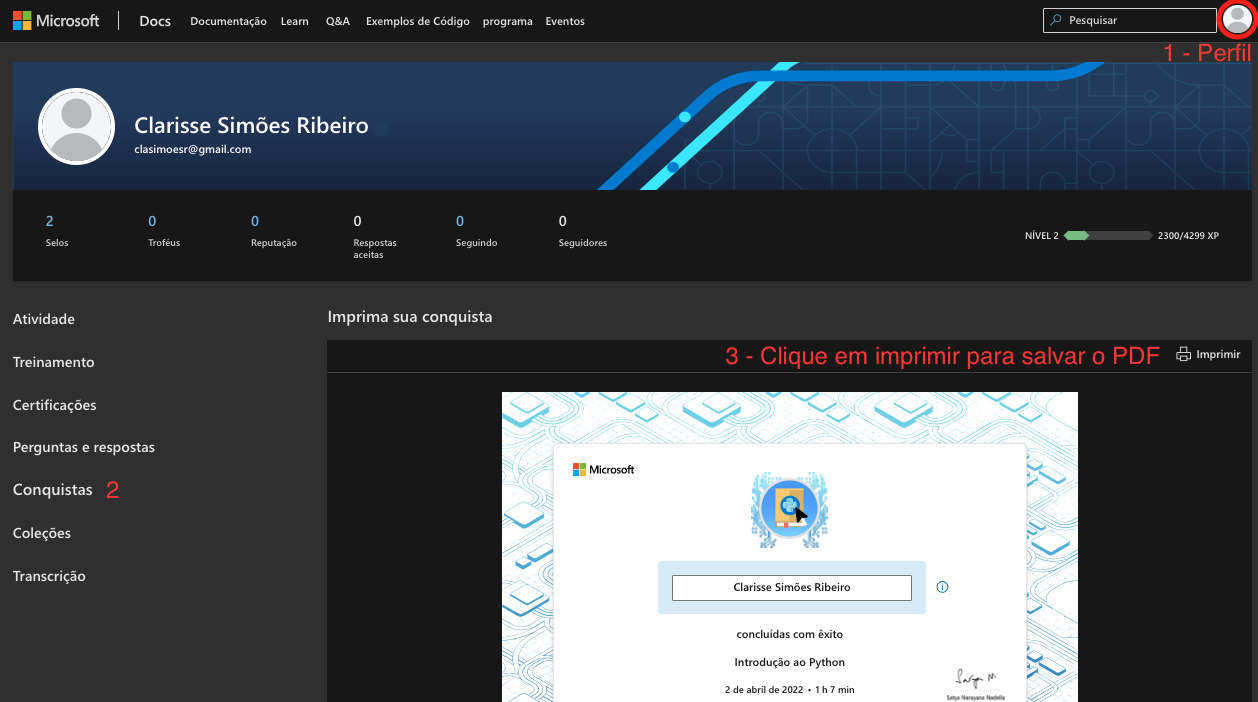 Microsoft
Docs Documentação Learn Q&A Exemplos de Código programa Eventos
Pesquisar
1 - Perfil
Clarisse Simões Ribeiro
clasimoesr@gmail.com
2 0 0 0 0 0
Selos Troféus Reputação Respostas aceitas Seguindo Seguidores
NÍVEL 2 2300/4299 XP
Atividade
Treinamento
Certificações
Perguntas e respostas
Conquistas 2
Coleções
Transcrição
Imprima sua conquista
3 - Clique em imprimir para salvar o PDF Imprimir
Microsoft
Clarisse Simões Ribeiro
concluídas com êxito
Introdução ao Python
2 de abril de 2022 • 1 h 7 min
Satya Narayana Nadella